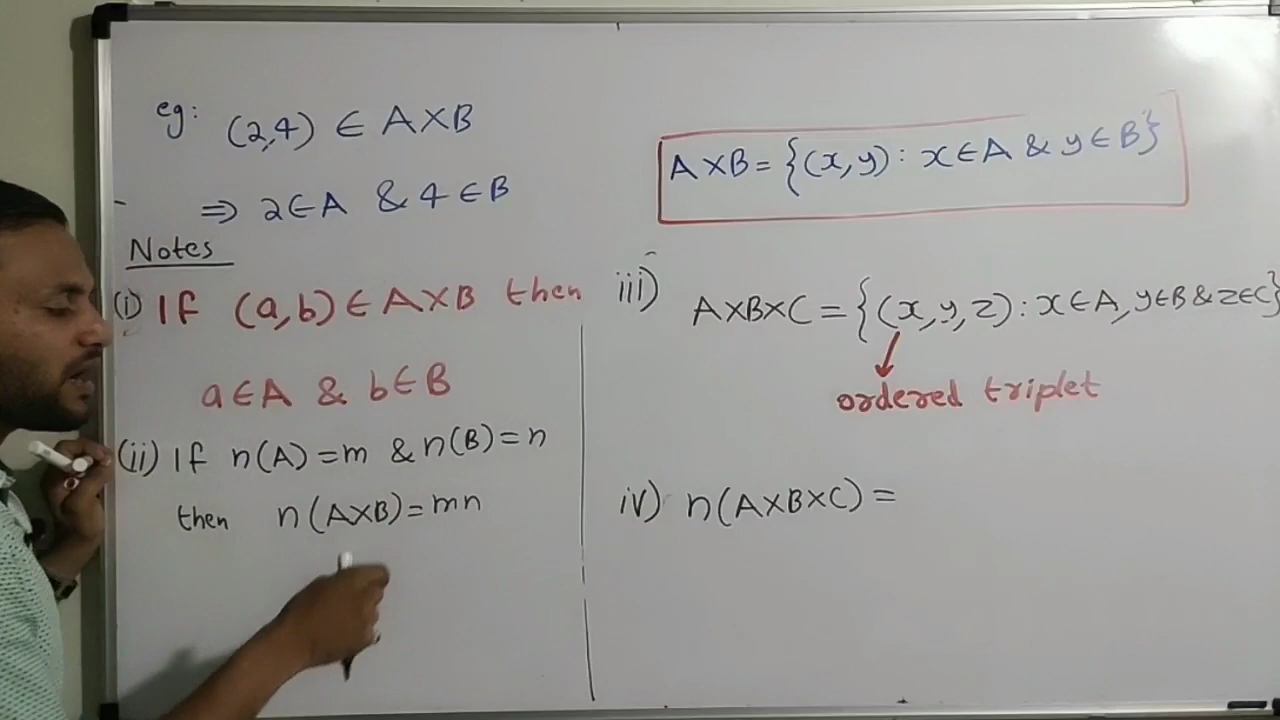 eg: (2,4) ∈ A×B
⇒ 2∈A & 4∈B
A×B = {(x,y) : x∈A & y∈B}
Notes
(i) If (a,b) ∈ A×B then
a∈A & b∈B
(ii) If n(A)=m & n(B)=n
then n(A×B)=mn
iii) A×B×C = {(x,y,z) : x∈A, y∈B & z∈C}
ordered triplet
iv) n(A×B×C) =